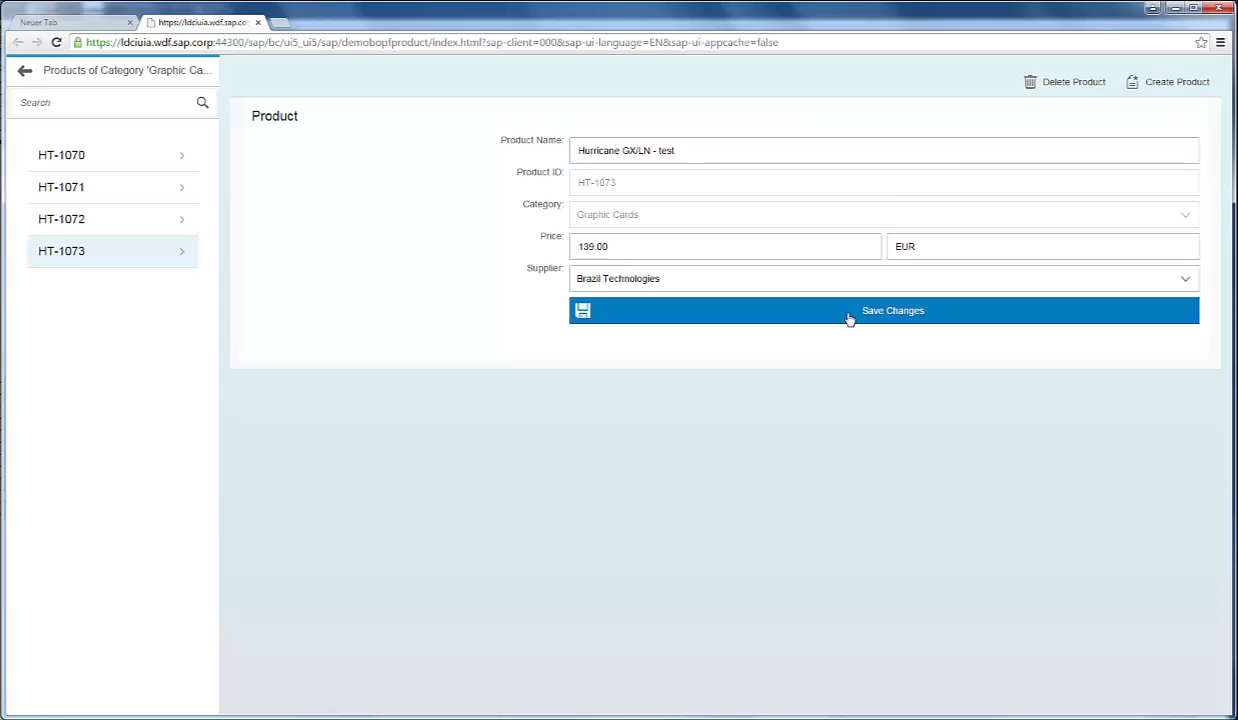 Neuer Tab
https://ldciuia.wdf.sap.co
https://ldciuia.wdf.sap.corp:44300/sap/bc/ui5_ui5/sap/demobopfproduct/index.html?sap-client=000&sap-ui-language=EN&sap-ui-appcache=false
Products of Category 'Graphic Ca...
Delete Product
Create Product
Search
Product
Product Name:
Hurricane GX/LN - test
HT-1070
Product ID:
HT-1073
HT-1071
Category:
Graphic Cards
HT-1072
Price:
139.00
EUR
HT-1073
Supplier:
Brazil Technologies
Save Changes